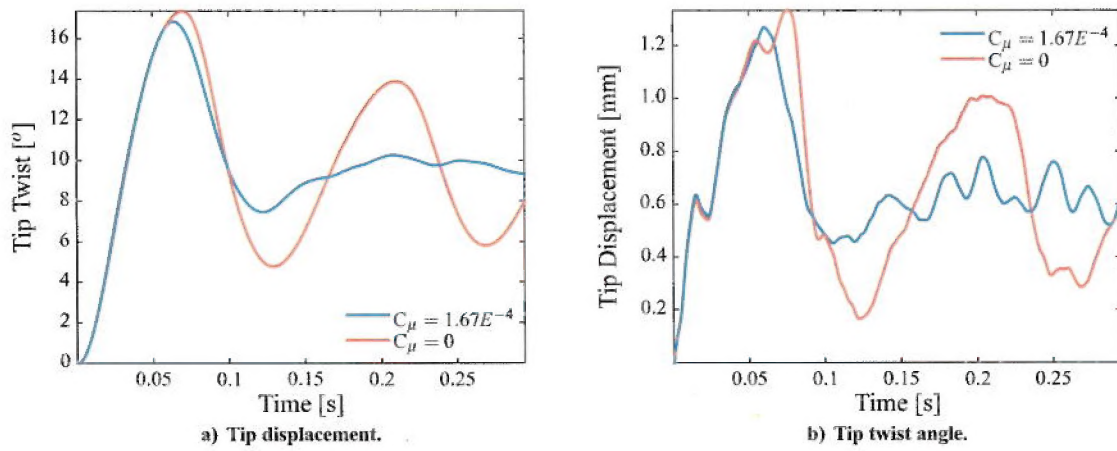 16
14
12
10
8
6
4
2
0
Tip Twist [º]
C_μ = 1.67E⁻⁴
C_μ = 0
0.05
0.1
0.15
0.2
0.25
Time [s]
a) Tip displacement.
1.2
1.0
0.8
0.6
0.4
0.2
Tip Displacement [mm]
C_μ = 1.67E⁻⁴
C_μ = 0
0.05
0.1
0.15
0.2
0.25
Time [s]
b) Tip twist angle.